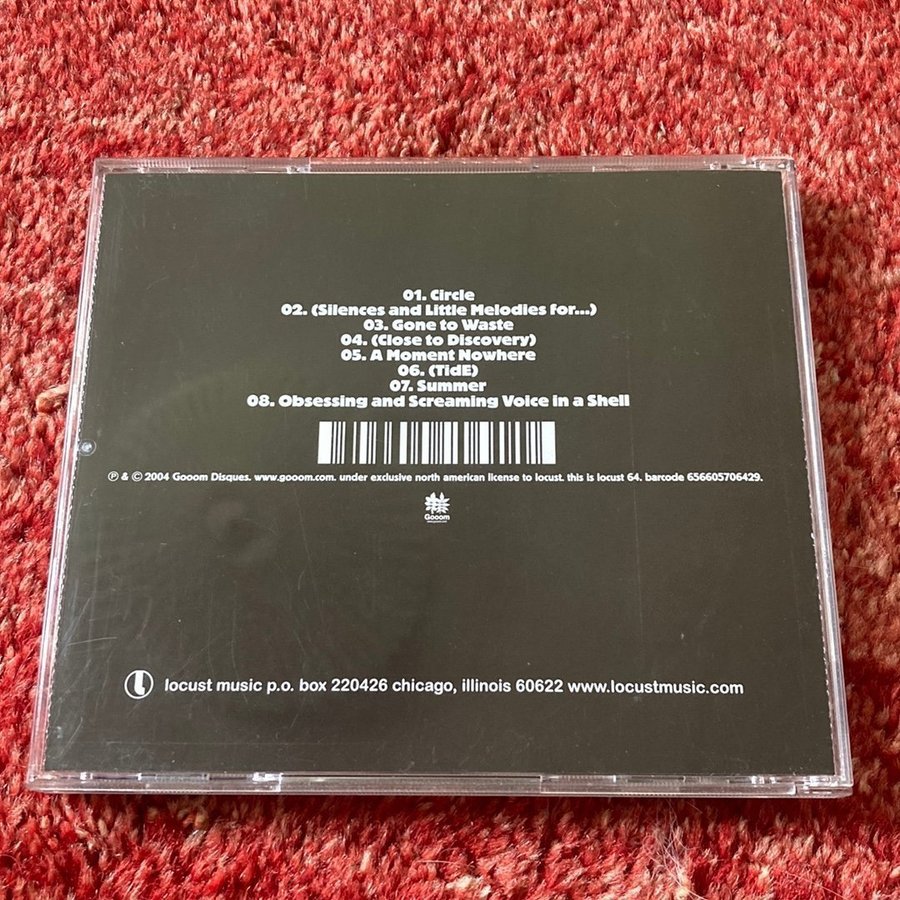 01. Circle
02. (Silences and Little Melodies for...)
03. Gone to Waste
04. (Close to Discovery)
05. A Moment Nowhere
06. (TidE)
07. Summer
08. Obsessing and Screaming Voice in a Shell
℗ & © 2004 Gooom Disques. www.gooom.com. under exclusive north american license to locust. this is locust 64. barcode 656605706429.
Gooom
locust music p.o. box 220426 chicago, illinois 60622 www.locustmusic.com